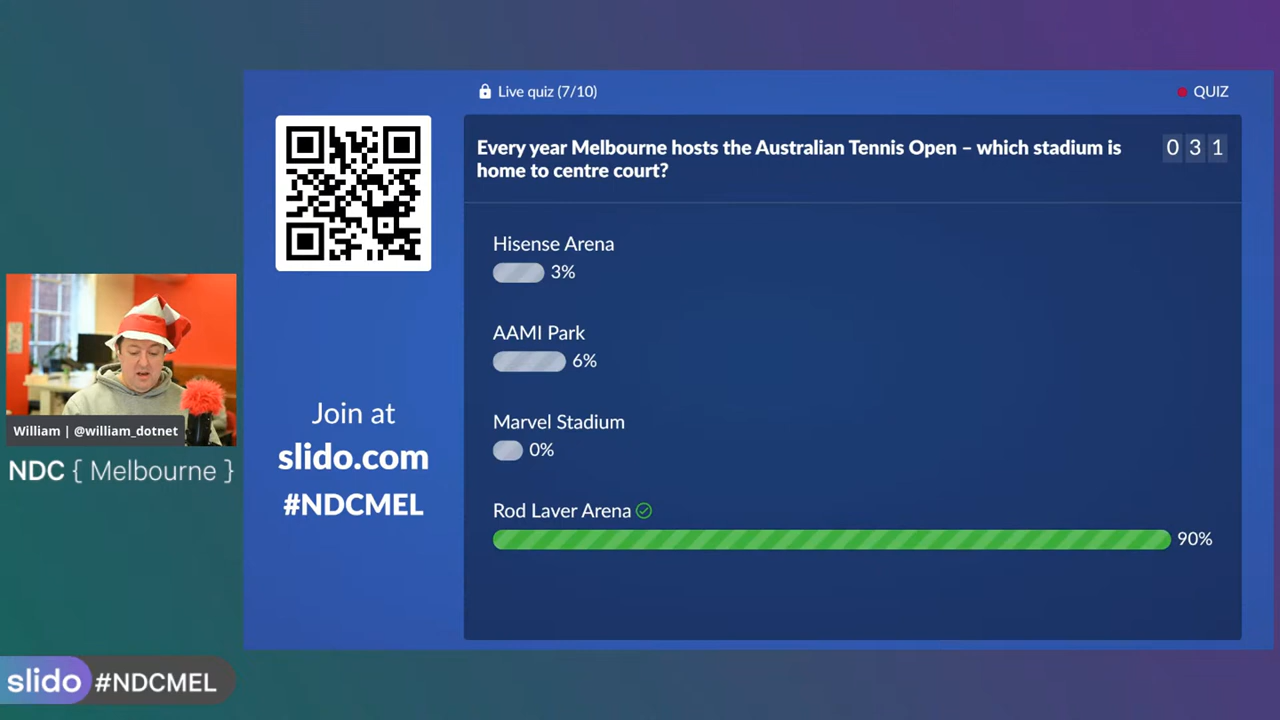 Live quiz (7/10)
QUIZ
Every year Melbourne hosts the Australian Tennis Open – which stadium is
home to centre court?
0 3 1
Hisense Arena
3%
AAMI Park
6%
Marvel Stadium
0%
Rod Laver Arena
90%
Join at
slido.com
#NDCMEL
William | @william_dotnet
NDC { Melbourne }
slido #NDCMEL